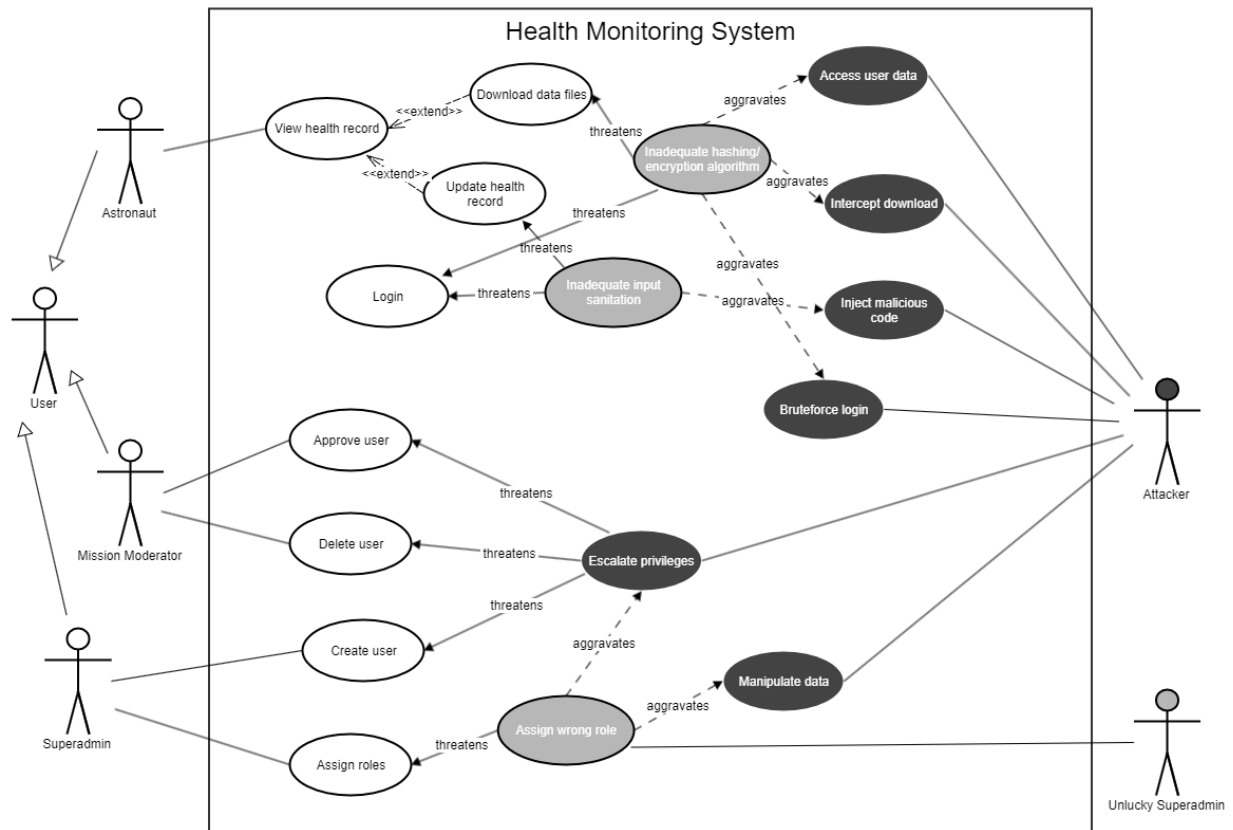 Health Monitoring System
Access user data
Download data files
aggravates
<<extend>>
View health record
threatens
Inadequate hashing/
encryption algorithm
aggravates
<<extend>>
Update health
record
Intercept download
Astronaut
threatens
threatens
aggravates
Login
threatens
Inadequate input
sanitation
aggravates
Inject malicious
code
User
Bruteforce login
Approve user
threatens
Attacker
Mission Moderator
Delete user
threatens
Escalate privileges
threatens
Create user
aggravates
Manipulate data
aggravates
Superadmin
Assign roles
threatens
Assign wrong role
Unlucky Superadmin